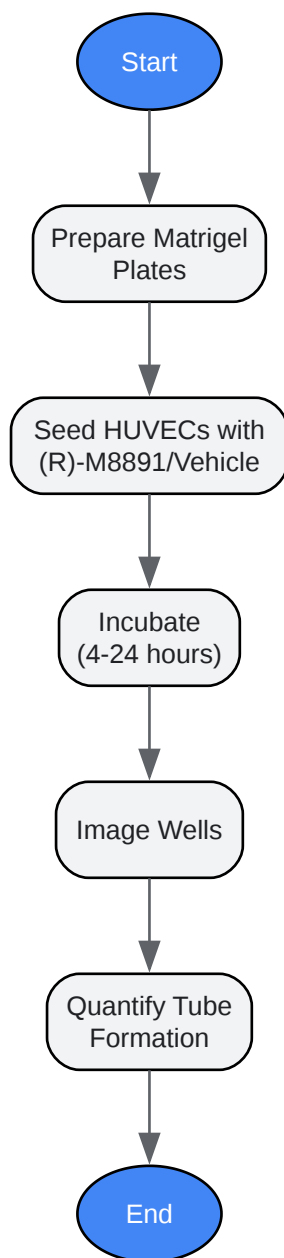 Start
Prepare Matrigel
Plates
Seed HUVECs with
(R)-M8891/Vehicle
Incubate
(4-24 hours)
Image Wells
Quantify Tube
Formation
End